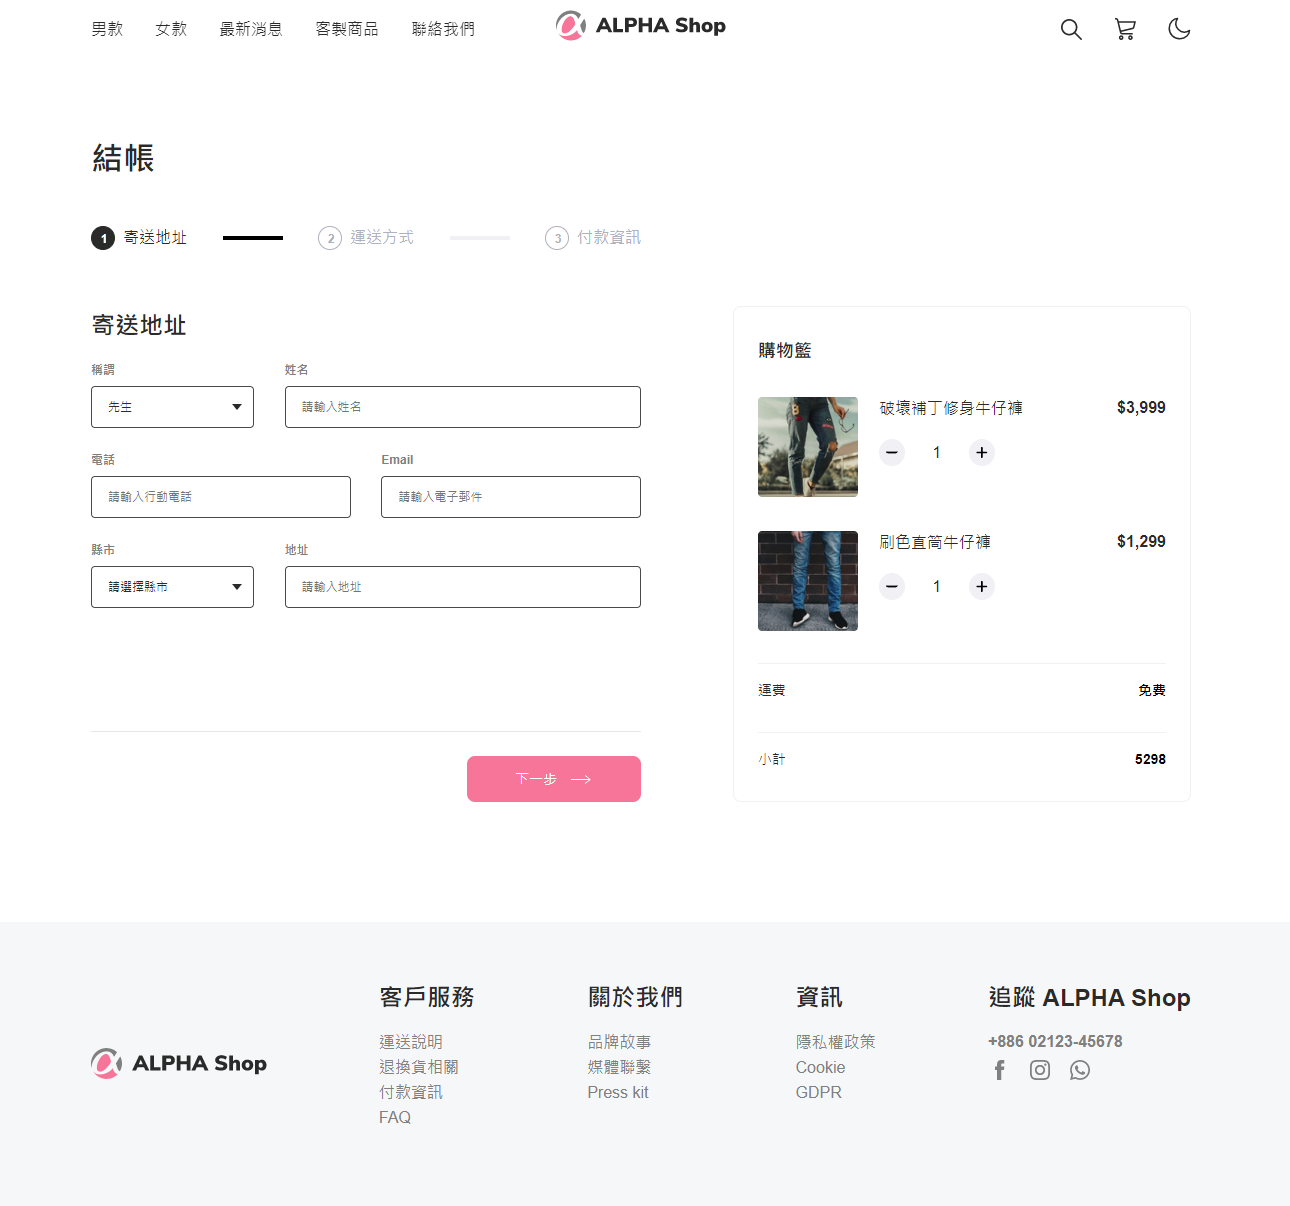 男款 女款 最新消息 客製商品 聯絡我們 ALPHA Shop
結帳
1 寄送地址 2 運送方式 3 付款資訊
寄送地址
稱謂 姓名
先生 請輸入姓名
電話 Email
請輸入行動電話 請輸入電子郵件
縣市 地址
請選擇縣市 請輸入地址
下一步
購物籃
破壞補丁修身牛仔褲 $3,999
1
刷色直筒牛仔褲 $1,299
1
運費 免費
小計 5298
ALPHA Shop
客戶服務
運送說明
退換貨相關
付款資訊
FAQ
關於我們
品牌故事
媒體聯繫
Press kit
資訊
隱私權政策
Cookie
GDPR
追蹤 ALPHA Shop
+886 02123-45678